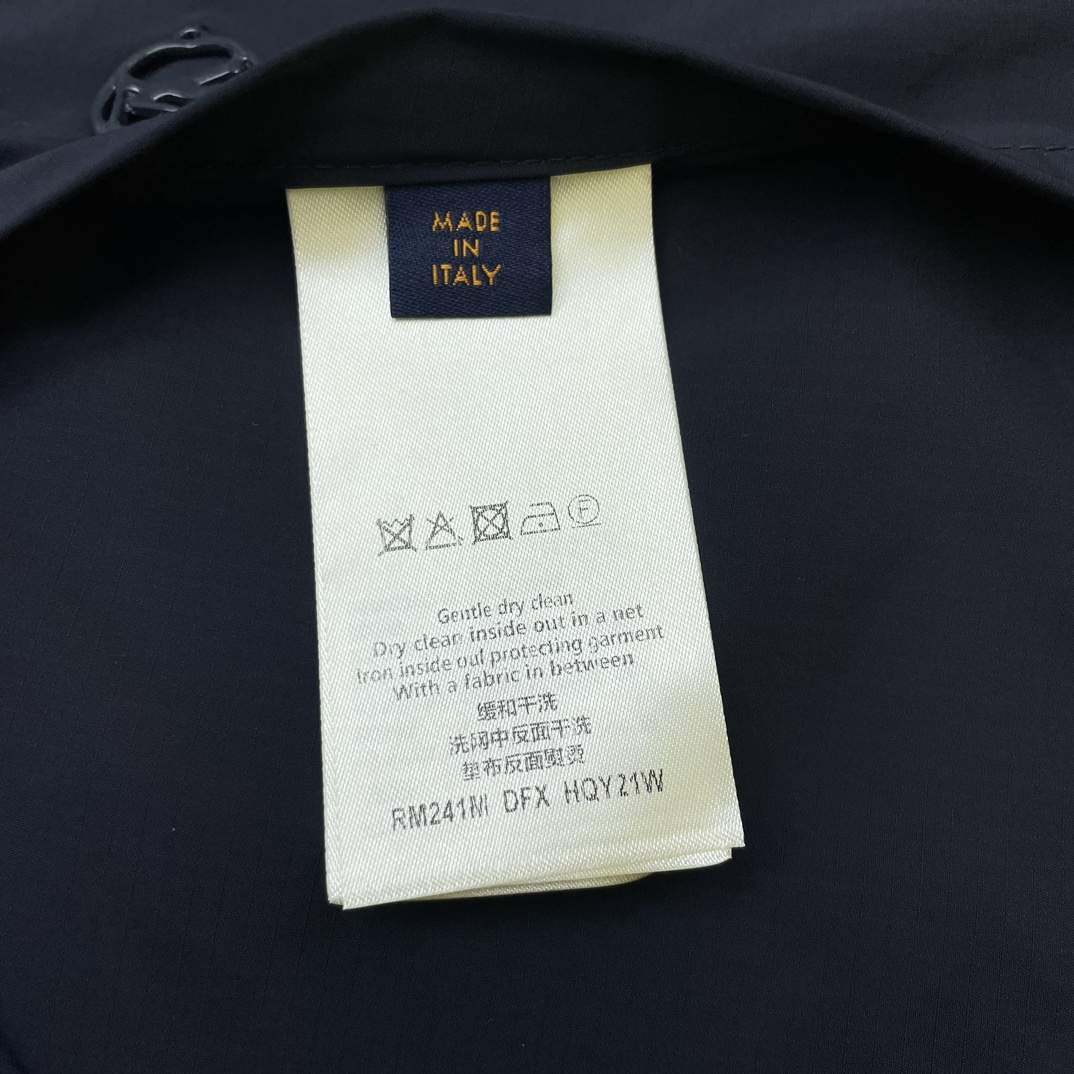 MADE
IN
ITALY
F
Gentle dry clean
Dry clean inside out in a net
Iron inside out protecting garment
With a fabric in between
缓和干洗
洗网中反面干洗
垫布反面熨烫
RM241M DFX HQY21W